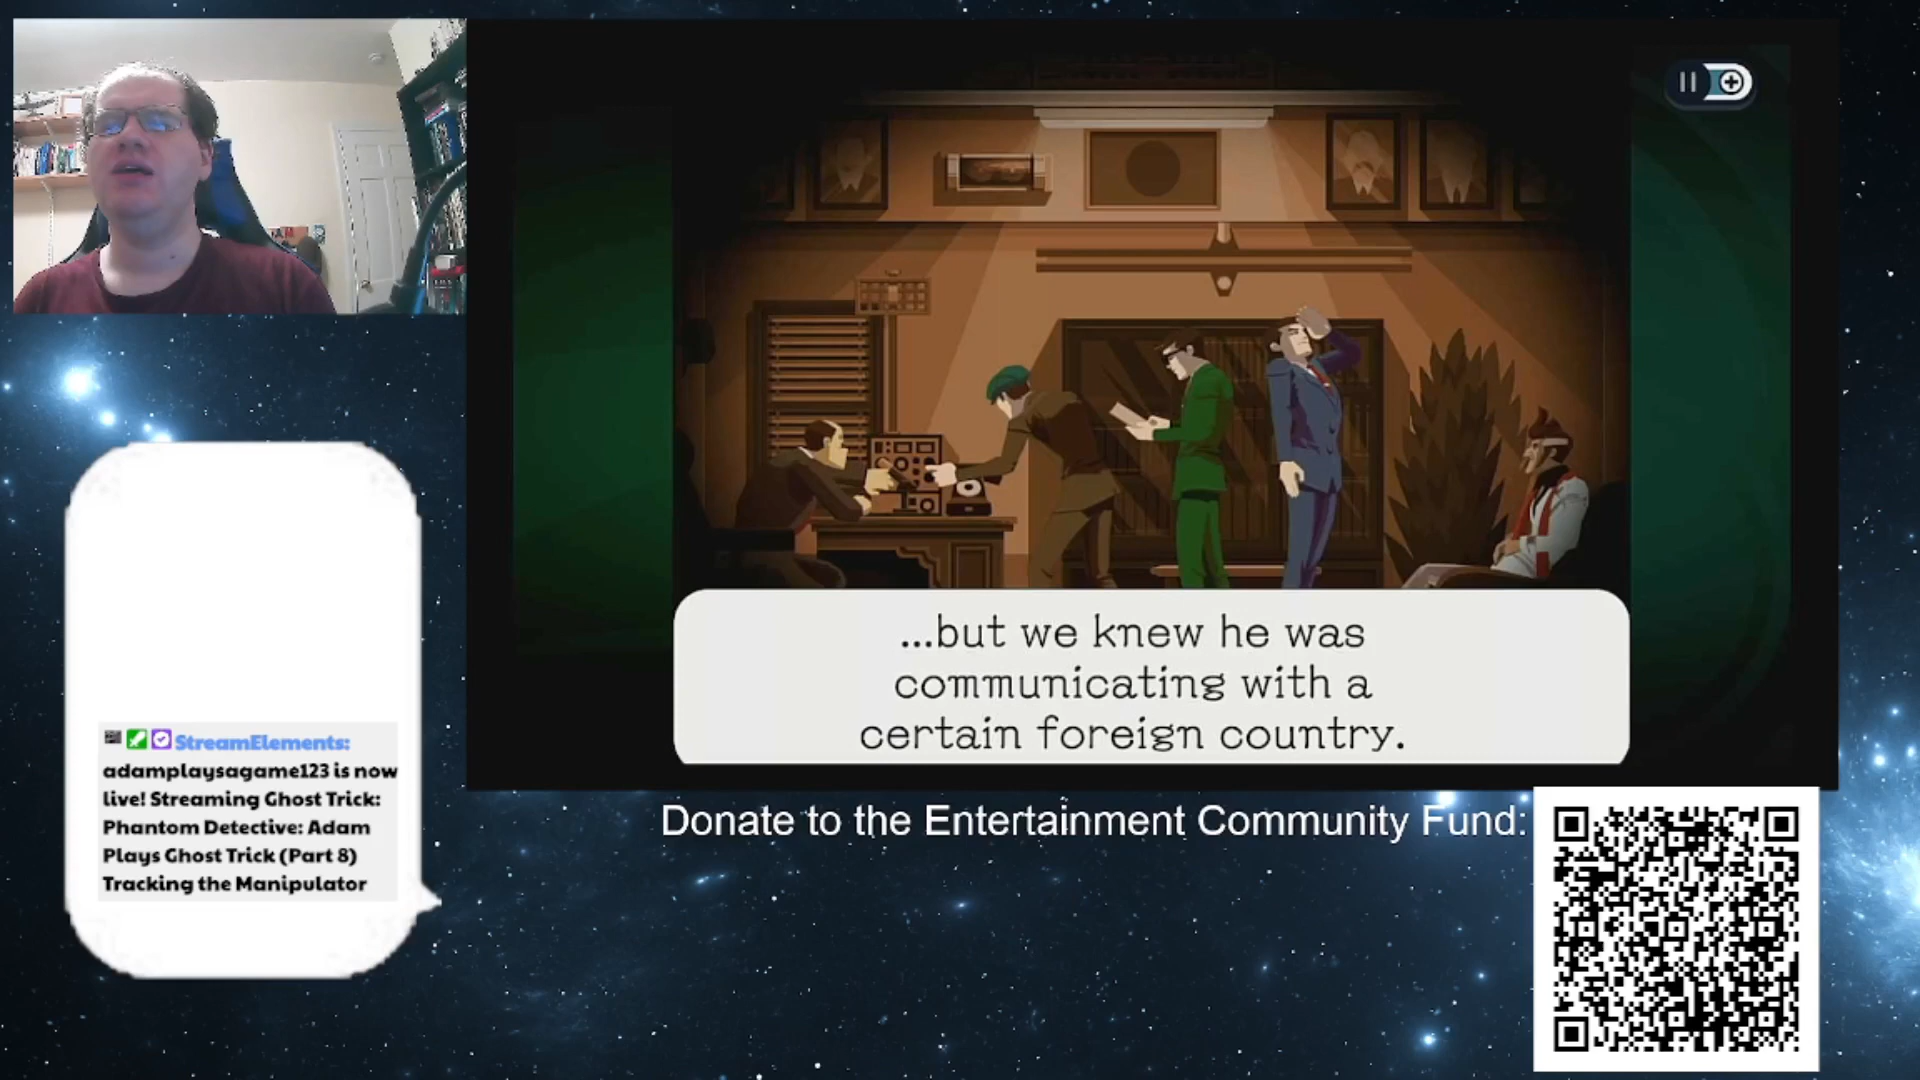 ...but we knew he was
communicating with a
certain foreign country.
StreamElements:
adamplaysagame123 is now
live! Streaming Ghost Trick:
Phantom Detective: Adam
Plays Ghost Trick (Part 8)
Tracking the Manipulator
Donate to the Entertainment Community Fund: